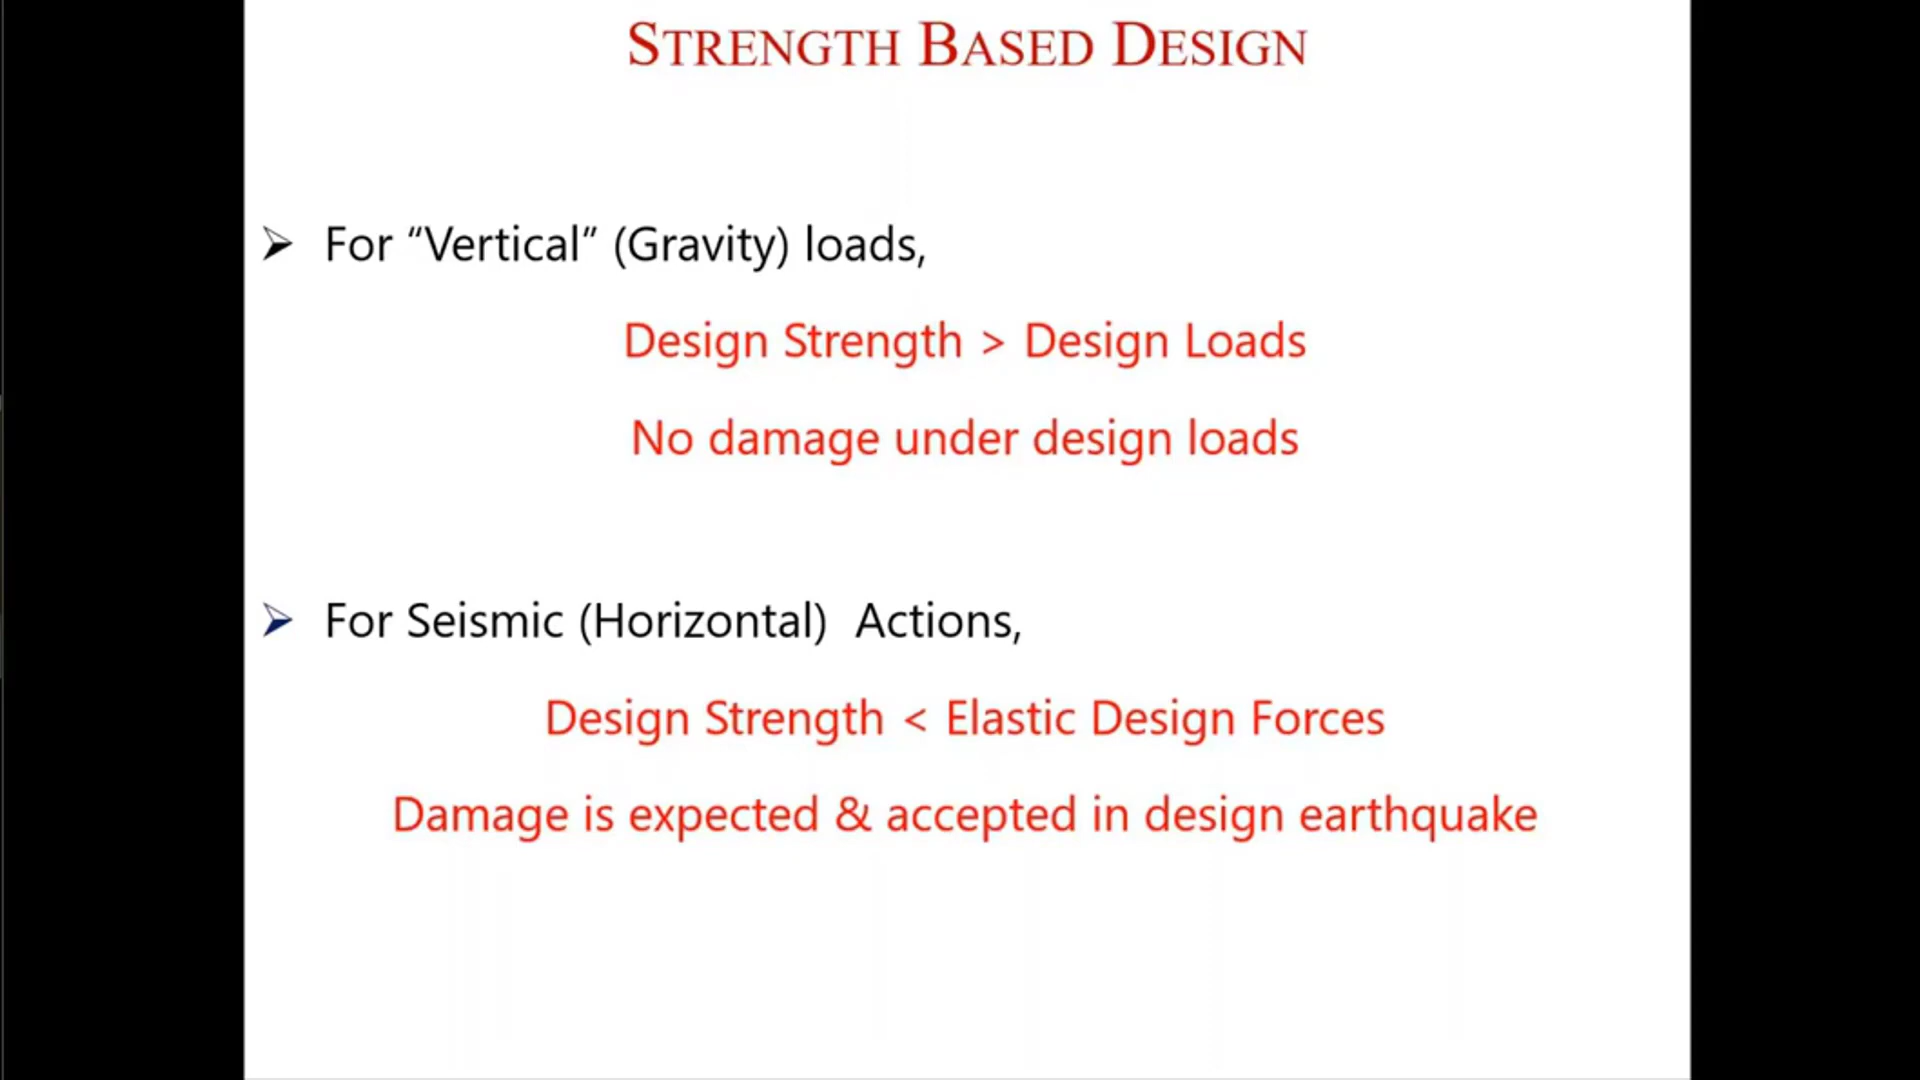 STRENGTH BASED DESIGN
For “Vertical” (Gravity) loads,
Design Strength > Design Loads
No damage under design loads
For Seismic (Horizontal) Actions,
Design Strength < Elastic Design Forces
Damage is expected & accepted in design earthquake